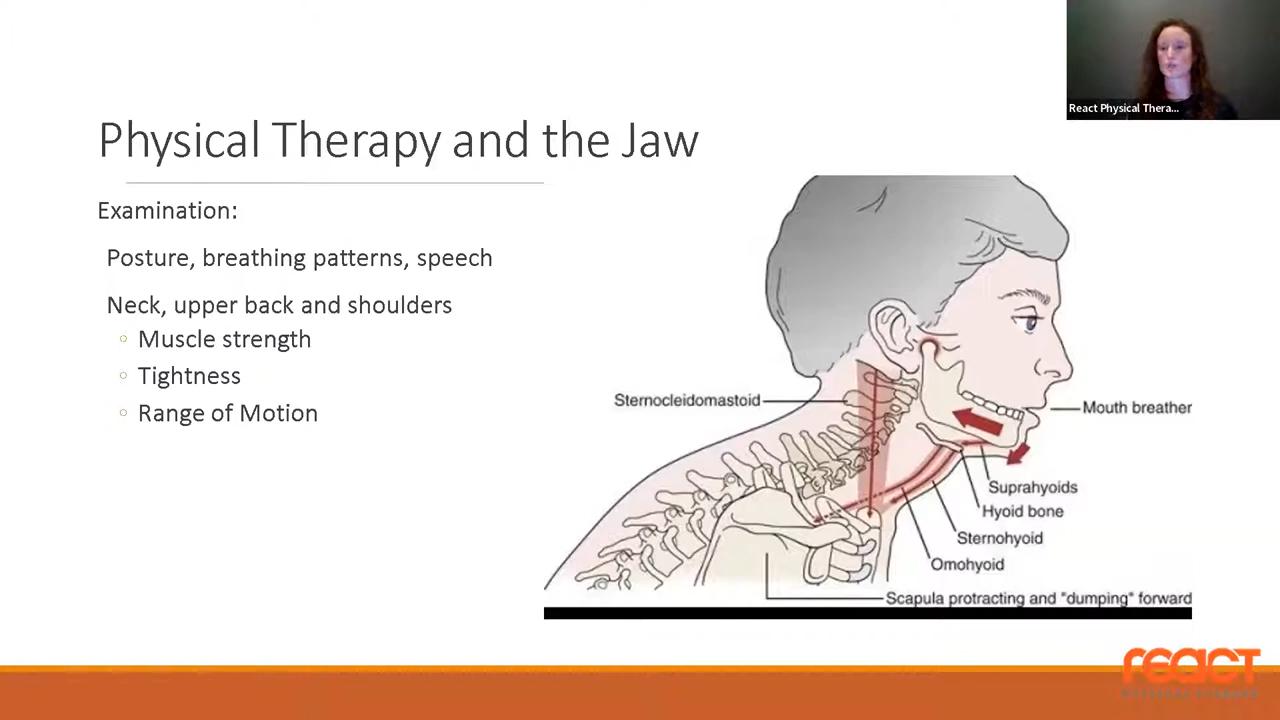 React Physical Thera...
Physical Therapy and the Jaw
Examination:
Posture, breathing patterns, speech
Neck, upper back and shoulders
Muscle strength
Tightness
Range of Motion
Sternocleidomastoid
Mouth breather
Suprahyoids
Hyoid bone
Sternohyoid
Omohyoid
Scapula protracting and "dumping" forward
react